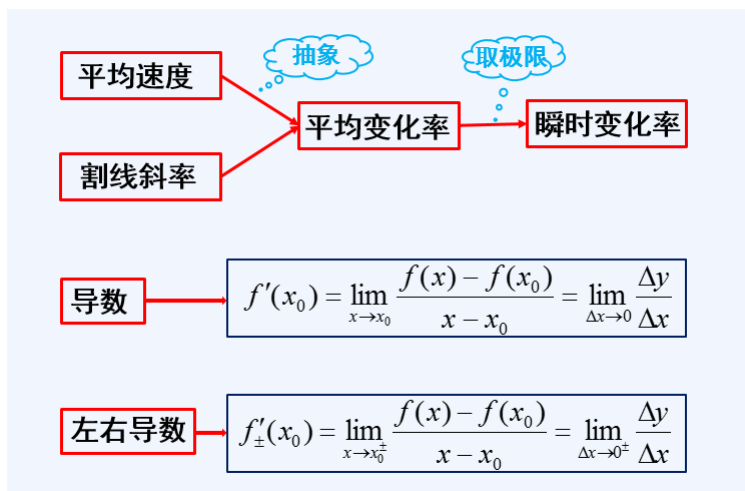 抽象
取极限
平均速度
平均变化率
瞬时变化率
割线斜率
导数
f′(x₀) = lim_{x→x₀} (f(x) − f(x₀))/(x − x₀) = lim_{Δx→0} Δy/Δx
左右导数
f′±(x₀) = lim_{x→x₀^±} (f(x) − f(x₀))/(x − x₀) = lim_{Δx→0^±} Δy/Δx